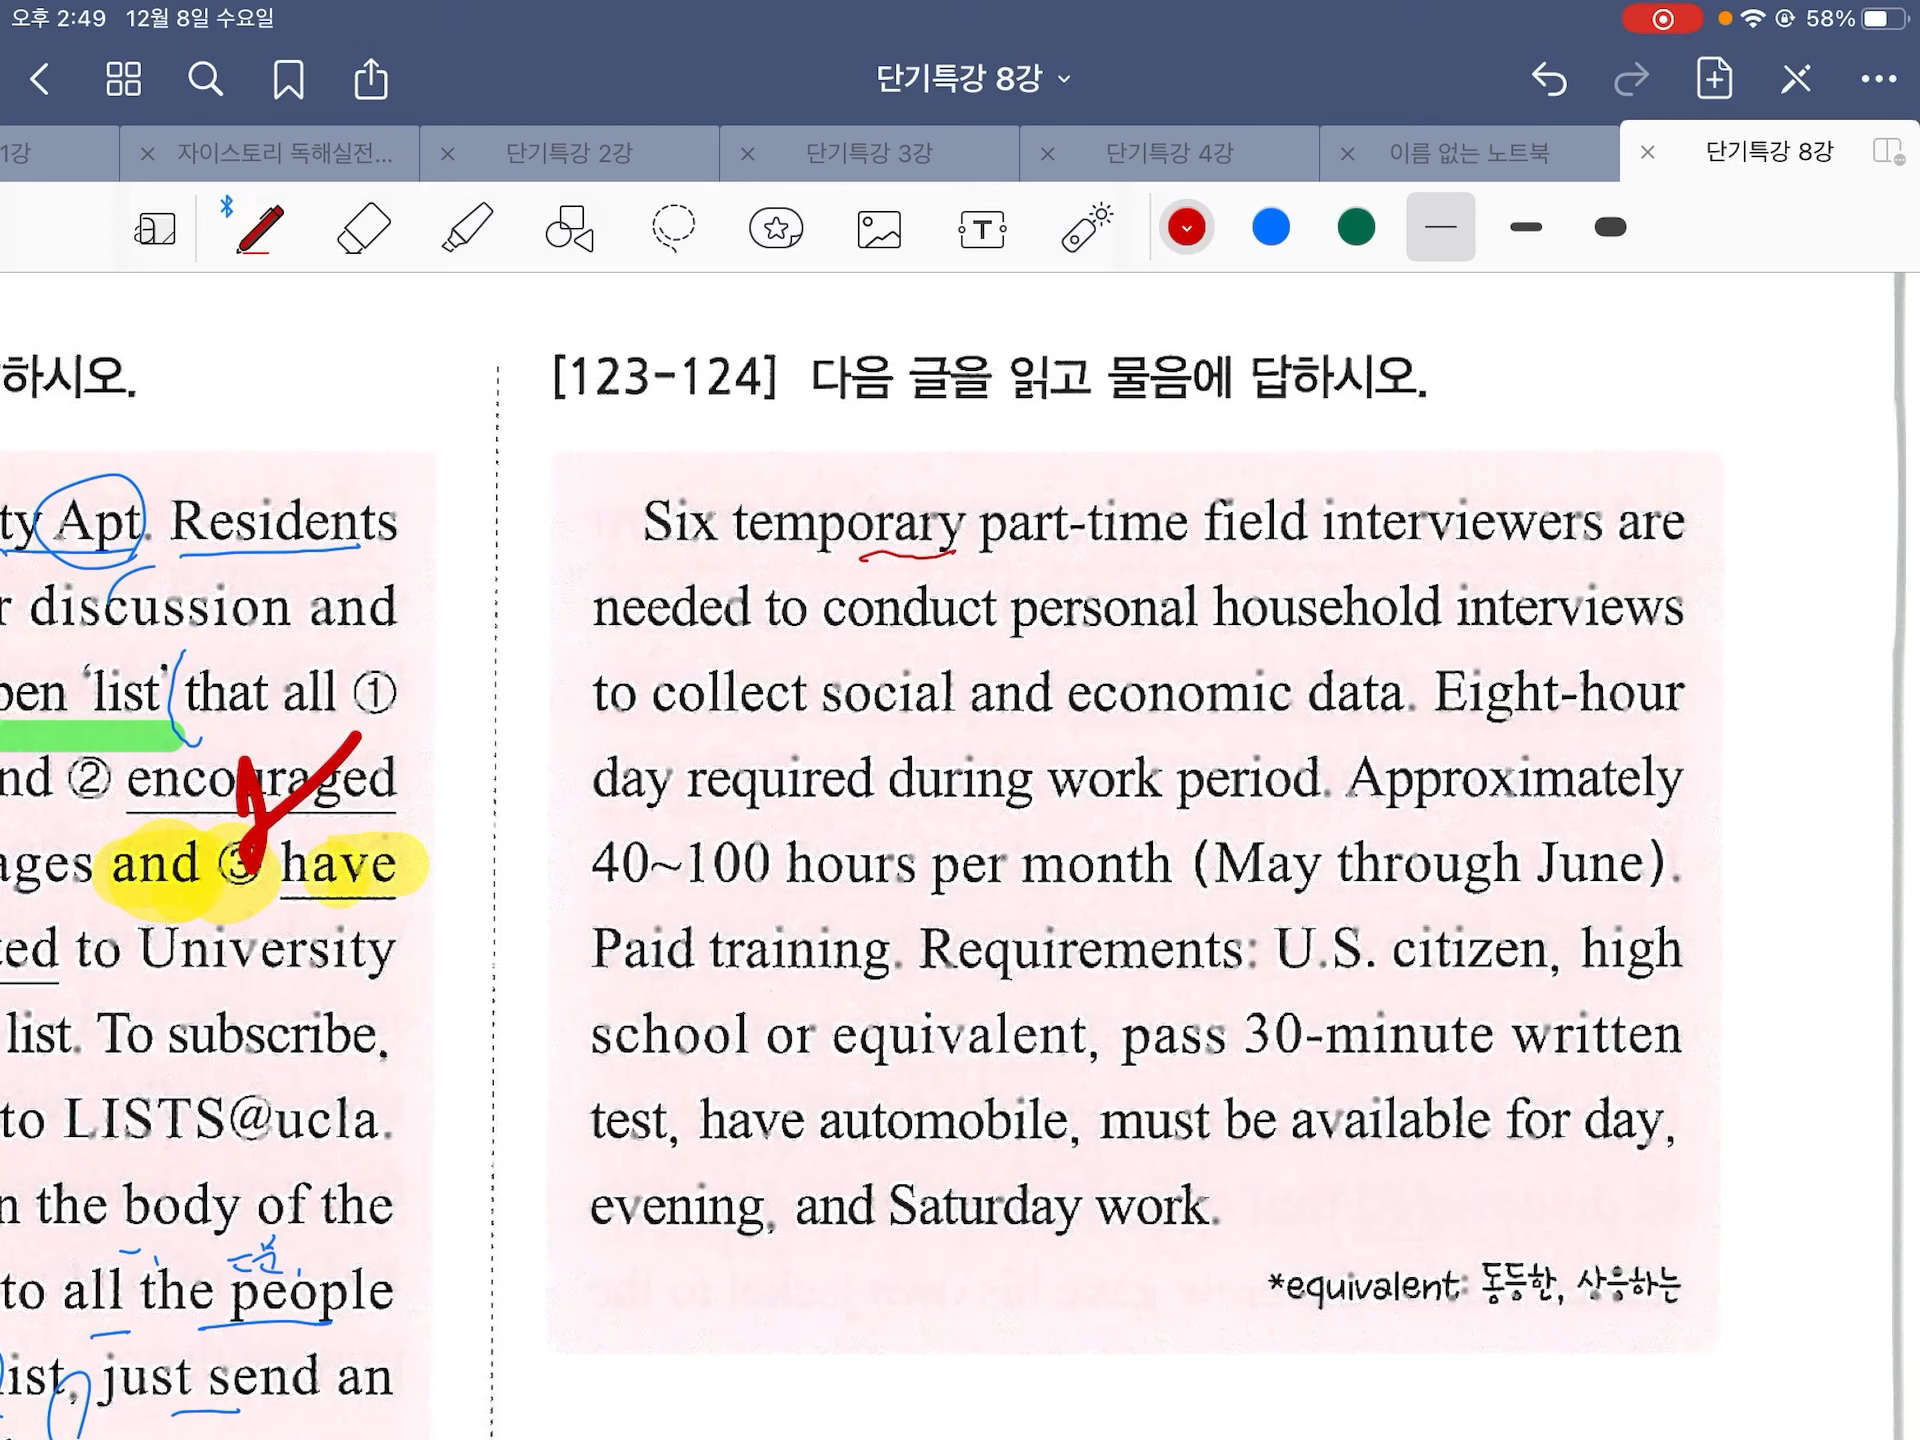 오후 2:49 12월 8일 수요일
58%
단기특강 8강
1강
자이스토리 독해실전...
단기특강 2강
단기특강 3강
단기특강 4강
이름 없는 노트북
단기특강 8강
하시오.
ty Apt. Residents
r discussion and
pen 'list' that all ①
nd ② encouraged
ages and ③ have
ted to University
list. To subscribe,
to LISTS@ucla.
n the body of the
to all the people
list, just send an
[123-124] 다음 글을 읽고 물음에 답하시오.
Six temporary part-time field interviewers are
needed to conduct personal household interviews
to collect social and economic data. Eight-hour
day required during work period. Approximately
40~100 hours per month (May through June).
Paid training. Requirements: U.S. citizen, high
school or equivalent, pass 30-minute written
test, have automobile, must be available for day,
evening, and Saturday work.
*equivalent: 동등한, 상응하는